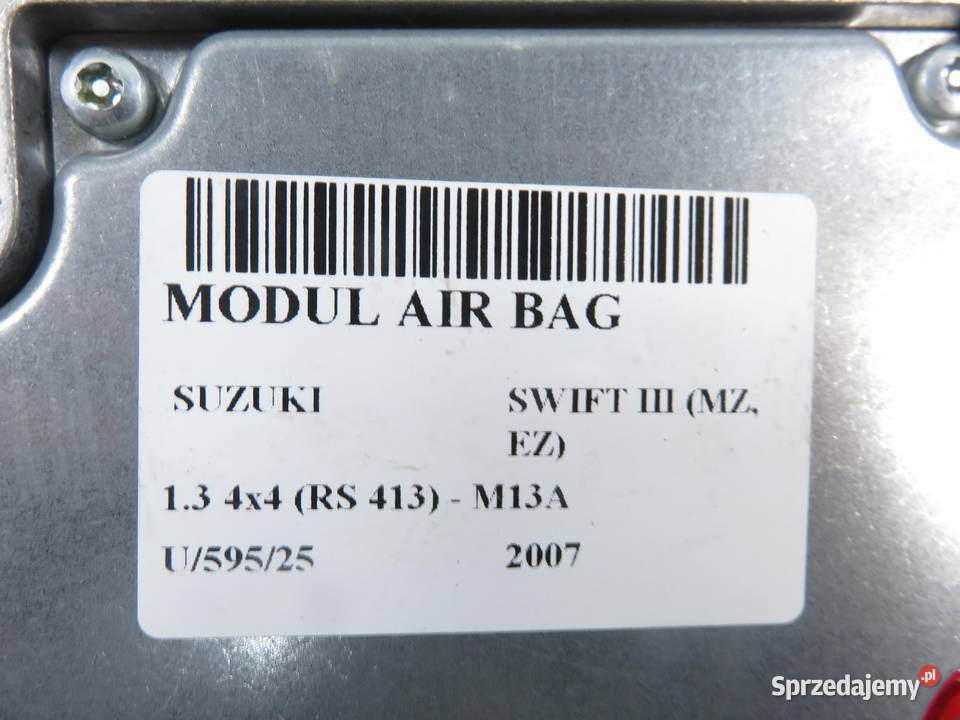 MODUL AIR BAG
SUZUKI SWIFT III (MZ,
EZ)
1.3 4x4 (RS 413) - M13A
U/595/25 2007
Sprzedajemy.pl